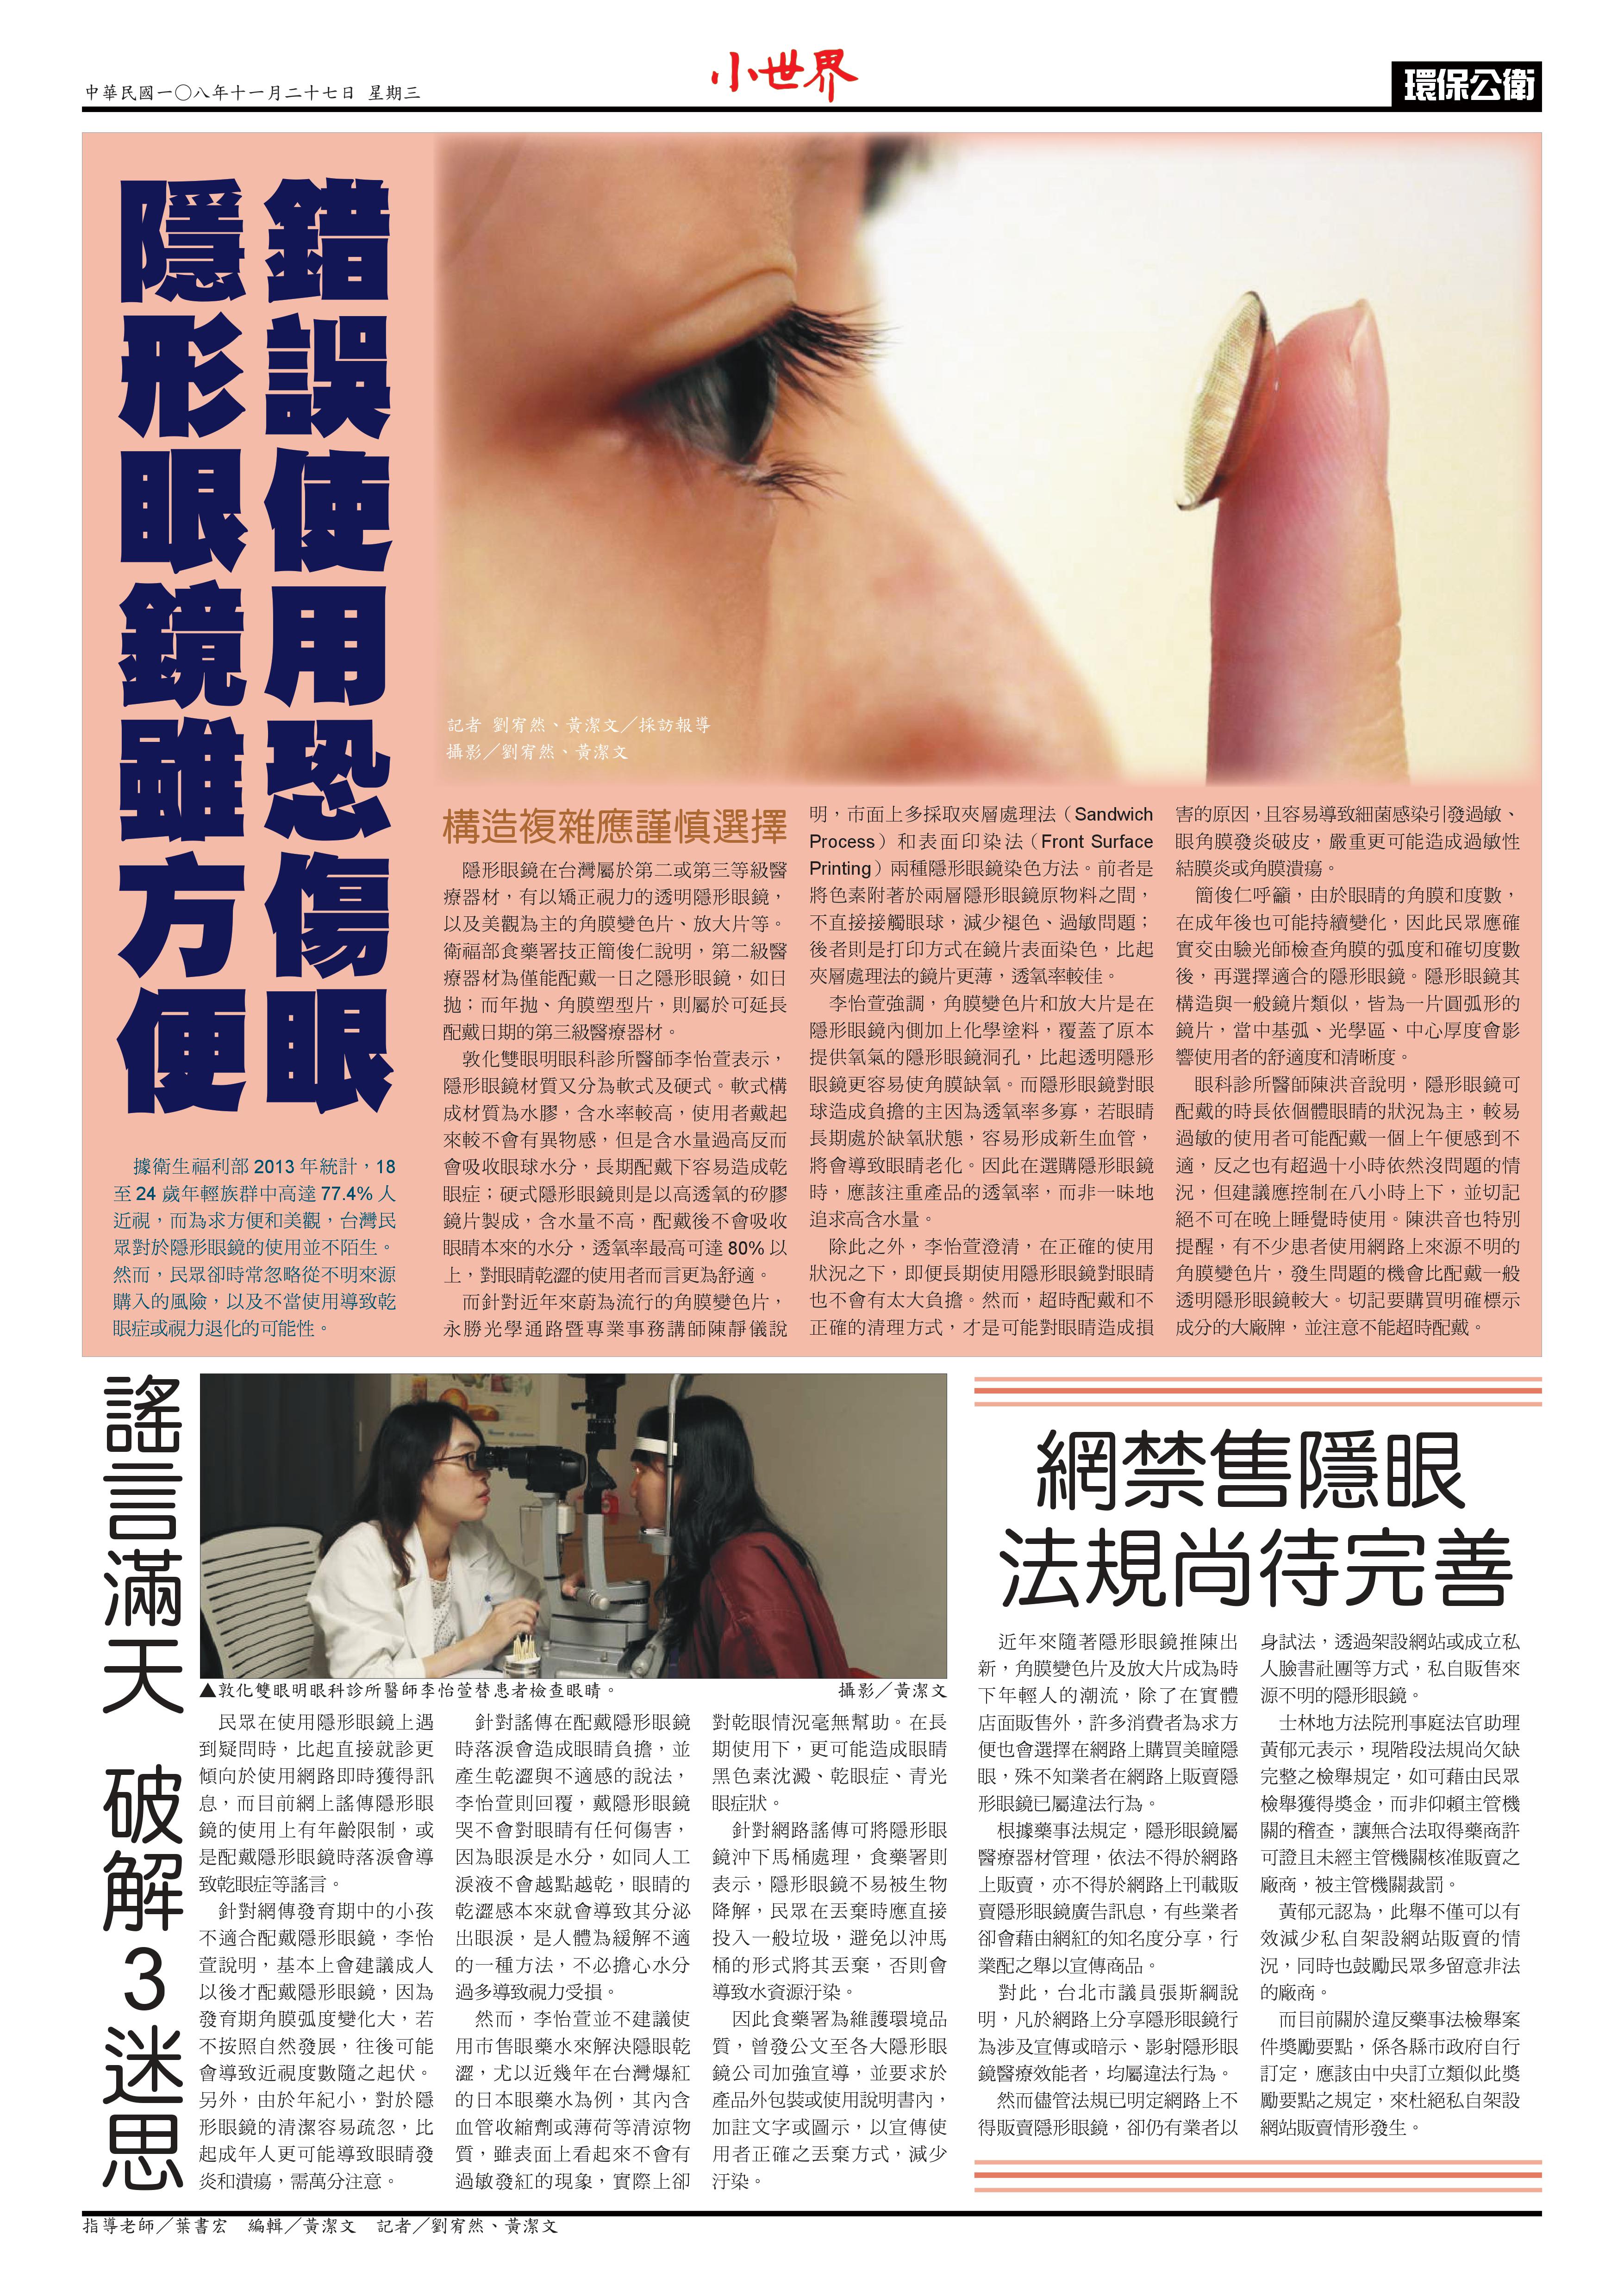 中華民國一〇八年十一月二十七日 星期三
小世界
環保公衛
隱形眼鏡雖方便
錯誤使用恐傷眼
記者 劉宥然、黃潔文／採訪報導
攝影／劉宥然、黃潔文
據衛生福利部 2013 年統計，18
至 24 歲年輕族群中高達 77.4% 人
近視，而為求方便和美觀，台灣民
眾對於隱形眼鏡的使用並不陌生。
然而，民眾卻時常忽略從不明來源
購入的風險，以及不當使用導致乾
眼症或視力退化的可能性。
構造複雜應謹慎選擇
隱形眼鏡在台灣屬於第二或第三等級醫
療器材，有以矯正視力的透明隱形眼鏡，
以及美觀為主的角膜變色片、放大片等。
衛福部食藥署技正簡俊仁說明，第二級醫
療器材為僅能配戴一日之隱形眼鏡，如日
拋；而年拋、角膜塑型片，則屬於可延長
配戴日期的第三級醫療器材。
敦化雙眼明眼科診所醫師李怡萱表示，
隱形眼鏡材質又分為軟式及硬式。軟式構
成材質為水膠，含水率較高，使用者戴起
來較不會有異物感，但是含水量過高反而
會吸收眼球水分，長期配戴下容易造成乾
眼症；硬式隱形眼鏡則是以高透氧的矽膠
鏡片製成，含水量不高，配戴後不會吸收
眼睛本來的水分，透氧率最高可達 80% 以
上，對眼睛乾澀的使用者而言更為舒適。
而針對近年來蔚為流行的角膜變色片，
永勝光學通路暨專業事務講師陳靜儀說
明，市面上多採取夾層處理法（Sandwich
Process）和表面印染法（Front Surface
Printing）兩種隱形眼鏡染色方法。前者是
將色素附著於兩層隱形眼鏡原物料之間，
不直接接觸眼球，減少褪色、過敏問題；
後者則是打印方式在鏡片表面染色，比起
夾層處理法的鏡片更薄，透氧率較佳。
李怡萱強調，角膜變色片和放大片是在
隱形眼鏡內側加上化學塗料，覆蓋了原本
提供氧氣的隱形眼鏡洞孔，比起透明隱形
眼鏡更容易使角膜缺氧。而隱形眼鏡對眼
球造成負擔的主因為透氧率多寡，若眼睛
長期處於缺氧狀態，容易形成新生血管，
將會導致眼睛老化。因此在選購隱形眼鏡
時，應該注重產品的透氧率，而非一昧地
追求高含水量。
除此之外，李怡萱澄清，在正確的使用
狀況之下，即便長期使用隱形眼鏡對眼睛
也不會有太大負擔。然而，超時配戴和不
正確的清理方式，才是可能對眼睛造成損
害的原因，且容易導致細菌感染引發過敏、
眼角膜發炎破皮，嚴重更可能造成過敏性
結膜炎或角膜潰瘍。
簡俊仁呼籲，由於眼睛的角膜和度數，
在成年後也可能持續變化，因此民眾應確
實交由驗光師檢查角膜的弧度和確切度數
後，再選擇適合的隱形眼鏡。隱形眼鏡其
構造與一般鏡片類似，皆為一片圓弧形的
鏡片，當中基弧、光學區、中心厚度會影
響使用者的舒適度和清晰度。
眼科診所醫師陳洪音說明，隱形眼鏡可
配戴的時長依個體眼睛的狀況為主，較易
過敏的使用者可能配戴一個上午便感到不
適，反之也有超過十小時依然沒問題的情
況，但建議應控制在八小時上下，並切記
絕不可在晚上睡覺時使用。陳洪音也特別
提醒，有不少患者使用網路上來源不明的
角膜變色片，發生問題的機會比配戴一般
透明隱形眼鏡較大。切記要購買明確標示
成分的大廠牌，並注意不能超時配戴。
謠言滿天 破解3迷思
▲敦化雙眼明眼科診所醫師李怡萱替患者檢查眼睛。 攝影／黃潔文
民眾在使用隱形眼鏡上遇
到疑問時，比起直接就診更
傾向於使用網路即時獲得訊
息，而目前網上謠傳隱形眼
鏡的使用上有年齡限制，或
是配戴隱形眼鏡時落淚會導
致乾眼症等謠言。
針對網傳發育期中的小孩
不適合配戴隱形眼鏡，李怡
萱說明，基本上會建議成人
以後才配戴隱形眼鏡，因為
發育期角膜弧度變化大，若
不按照自然發展，往後可能
會導致近視度數隨之起伏。
另外，由於年紀小，對於隱
形眼鏡的清潔容易疏忽，比
起成年人更可能導致眼睛發
炎和潰瘍，需萬分注意。
針對謠傳在配戴隱形眼鏡
時落淚會造成眼睛負擔，並
產生乾澀與不適感的說法，
李怡萱則回覆，戴隱形眼鏡
哭不會對眼睛有任何傷害，
因為眼淚是水分，如同人工
淚液不會越點越乾，眼睛的
乾澀感本來就會導致其分泌
出眼淚，是人體為緩解不適
的一種方法，不必擔心水分
過多導致視力受損。
然而，李怡萱並不建議使
用市售眼藥水來解決隱眼乾
澀，尤以近幾年在台灣爆紅
的日本眼藥水為例，其內含
血管收縮劑或薄荷等清涼物
質，雖表面上看起來不會有
過敏發紅的現象，實際上卻
對乾眼情況毫無幫助。在長
期使用下，更可能造成眼睛
黑色素沈澱、乾眼症、青光
眼症狀。
針對網路謠傳可將隱形眼
鏡沖下馬桶處理，食藥署則
表示，隱形眼鏡不易被生物
降解，民眾在丟棄時應直接
投入一般垃圾，避免以沖馬
桶的形式將其丟棄，否則會
導致水資源汙染。
因此食藥署為維護環境品
質，曾發公文至各大隱形眼
鏡公司加強宣導，並要求於
產品外包裝或使用說明書內，
加註文字或圖示，以宣傳使
用者正確之丟棄方式，減少
汙染。
網禁售隱眼
法規尚待完善
近年來隨著隱形眼鏡推陳出
新，角膜變色片及放大片成為時
下年輕人的潮流，除了在實體
店面販售外，許多消費者為求方
便也會選擇在網路上購買美瞳隱
眼，殊不知業者在網路上販賣隱
形眼鏡已屬違法行為。
根據藥事法規定，隱形眼鏡屬
醫療器材管理，依法不得於網路
上販賣，亦不得於網路上刊載販
賣隱形眼鏡廣告訊息，有些業者
卻會藉由網紅的知名度分享，行
業配之舉以宣傳商品。
對此，台北市議員張斯綱說
明，凡於網路上分享隱形眼鏡行
為涉及宣傳或暗示、影射隱形眼
鏡醫療效能者，均屬違法行為。
然而儘管法規已明定網路上不
得販賣隱形眼鏡，卻仍有業者以
身試法，透過架設網站或成立私
人臉書社團等方式，私自販售來
源不明的隱形眼鏡。
士林地方法院刑事庭法官助理
黃郁元表示，現階段法規尚欠缺
完整之檢舉規定，如可藉由民眾
檢舉獲得獎金，而非仰賴主管機
關的稽查，讓無合法取得藥商許
可證且未經主管機關核准販賣之
廠商，被主管機關裁罰。
黃郁元認為，此舉不僅可以有
效減少私自架設網站販賣的情
況，同時也鼓勵民眾多留意非法
的廠商。
而目前關於違反藥事法檢舉案
件獎勵要點，係各縣市政府自行
訂定，應該由中央訂立類似此獎
勵要點之規定，來杜絕私自架設
網站販賣情形發生。
指導老師／葉書宏 編輯／黃潔文 記者／劉宥然、黃潔文